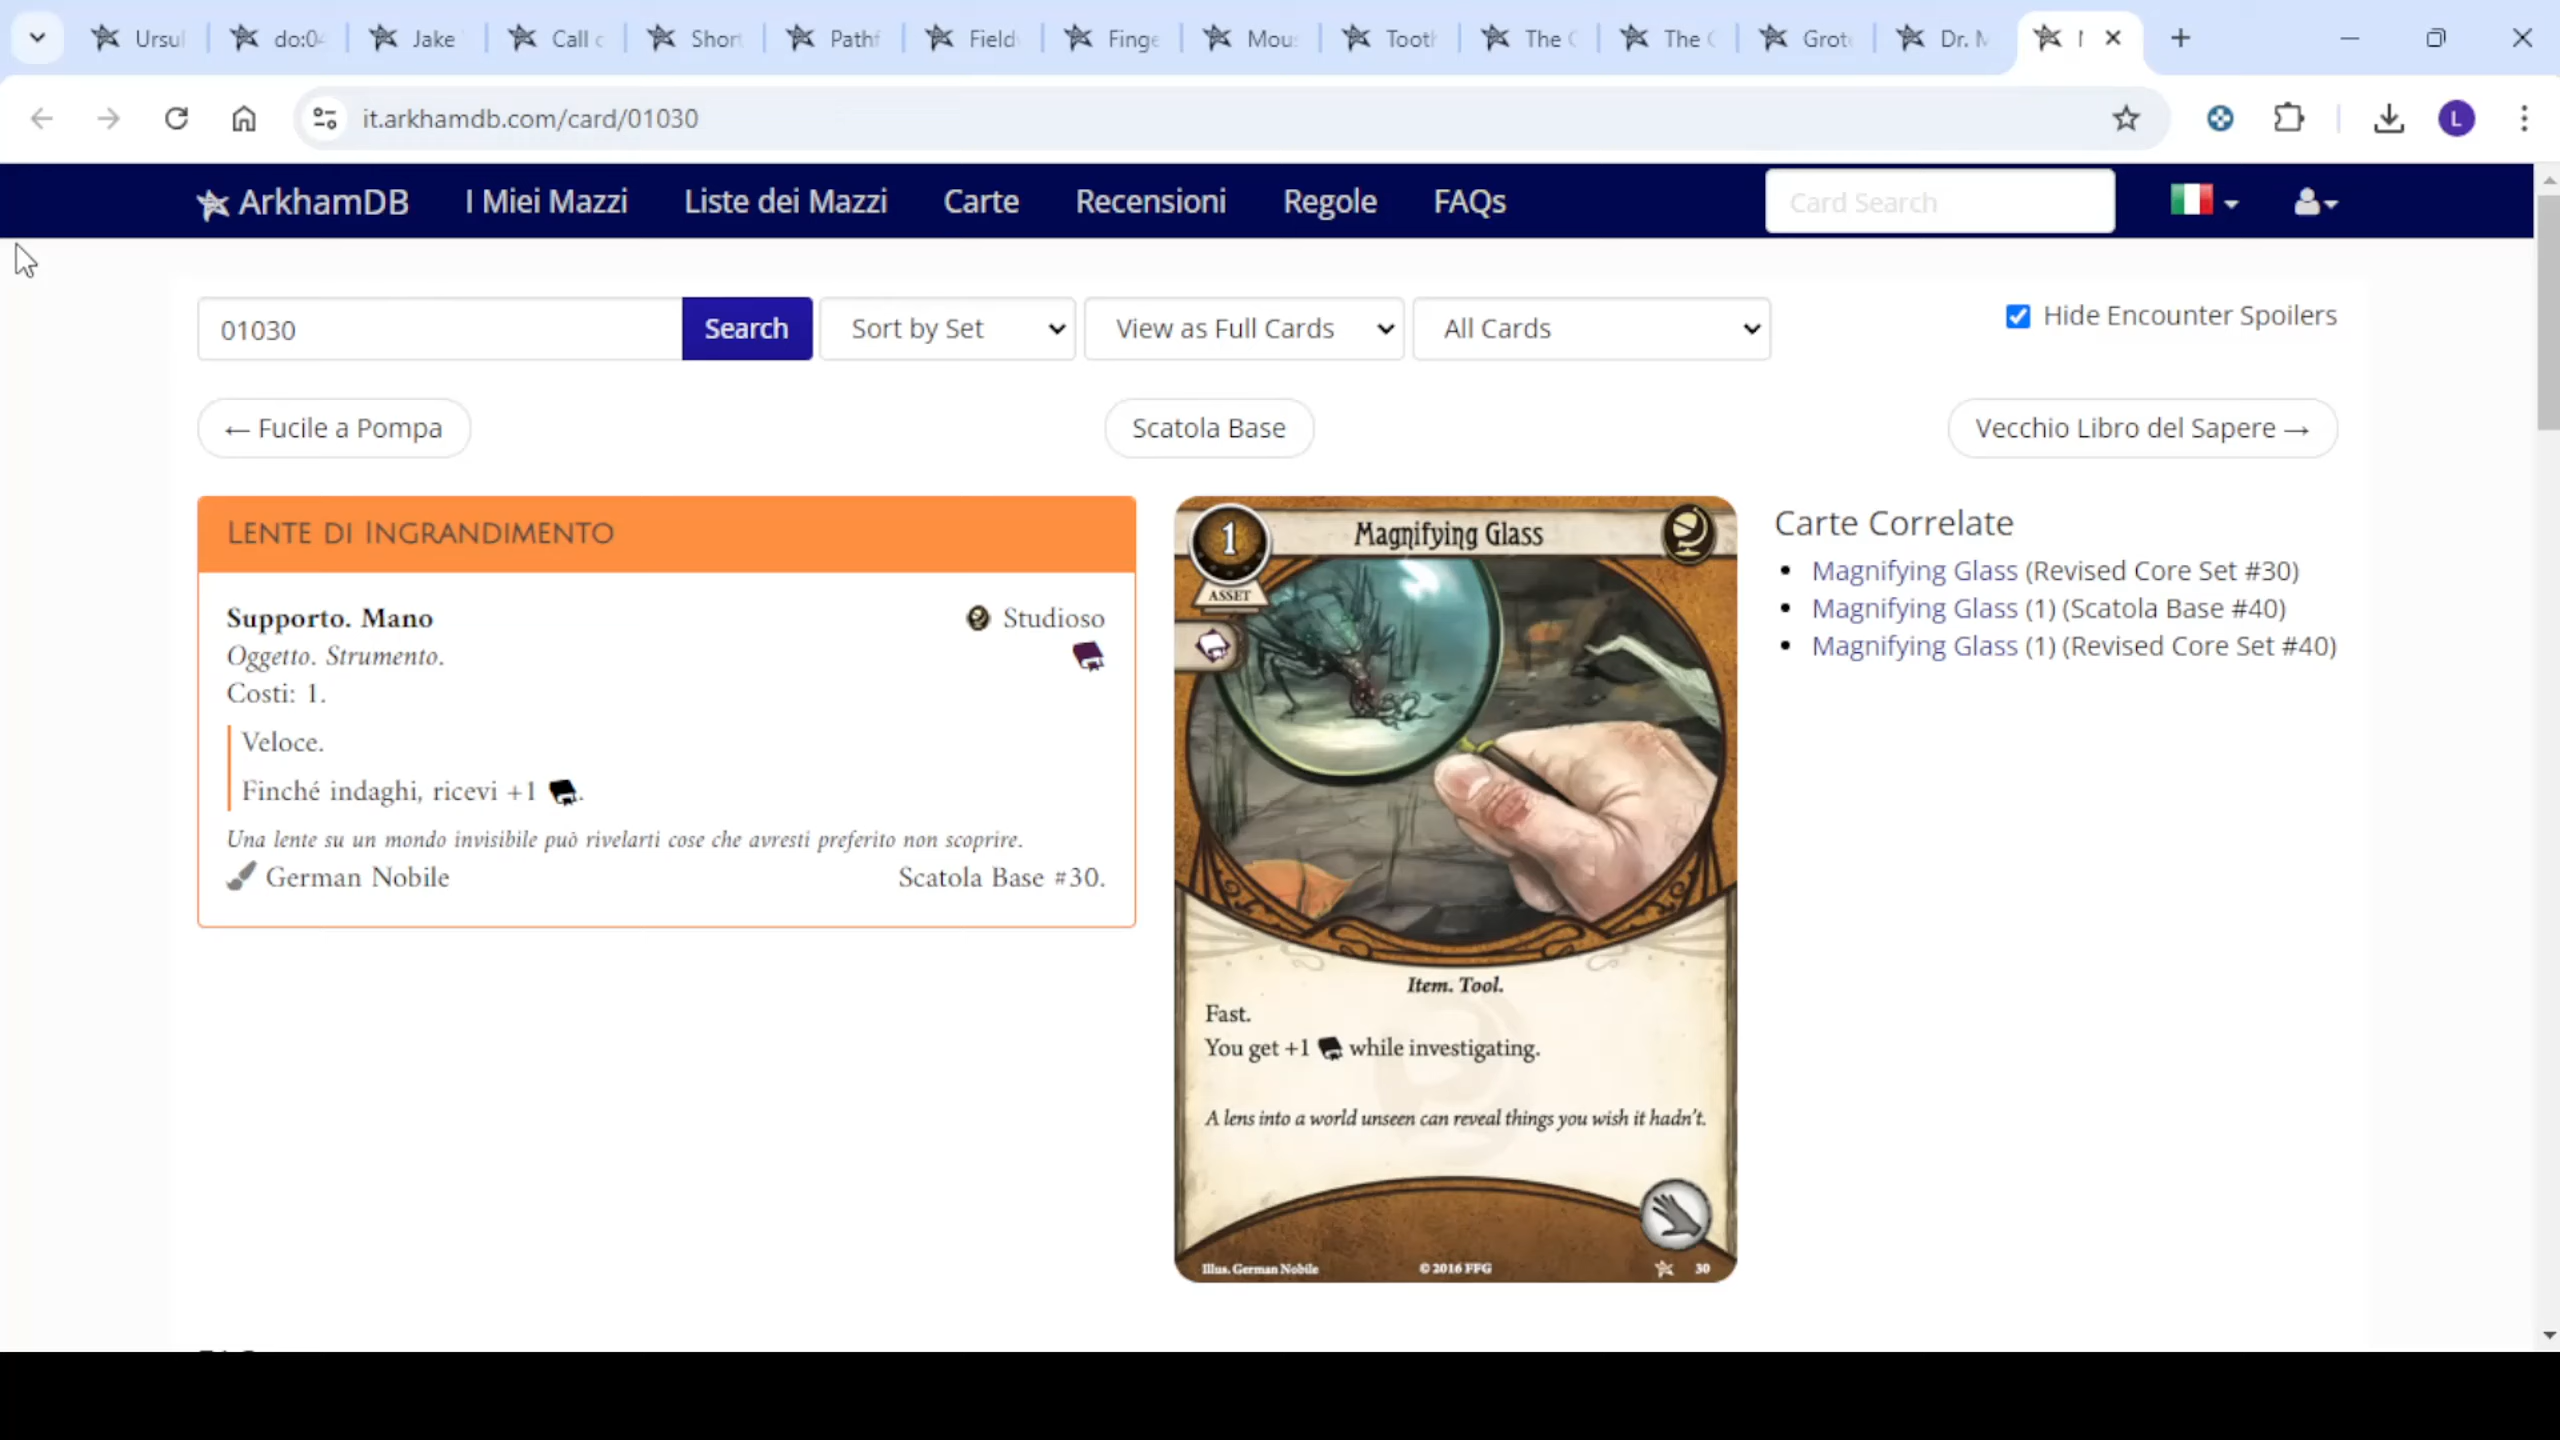 Ursul
do:04
Jake
Call c
Short
Pathf
Field
Finge
Mou
Toot
The C
The C
Grot
Dr. M
it.arkhamdb.com/card/01030
L
ArkhamDB
I Miei Mazzi
Liste dei Mazzi
Carte
Recensioni
Regole
FAQs
Card Search
01030
Search
Sort by Set
View as Full Cards
All Cards
Hide Encounter Spoilers
← Fucile a Pompa
Scatola Base
Vecchio Libro del Sapere →
Lente di Ingrandimento
Supporto. Mano
Studioso
Oggetto. Strumento.
Costi: 1.
Veloce.
Finché indaghi, ricevi +1 .
Una lente su un mondo invisibile può rivelarti cose che avresti preferito non scoprire.
German Nobile
Scatola Base #30.
1
Magnifying Glass
ASSET
Item. Tool.
Fast.
You get +1 while investigating.
A lens into a world unseen can reveal things you wish it hadn't.
Illus. German Nobile
© 2016 FFG
30
Carte Correlate
Magnifying Glass (Revised Core Set #30)
Magnifying Glass (1) (Scatola Base #40)
Magnifying Glass (1) (Revised Core Set #40)